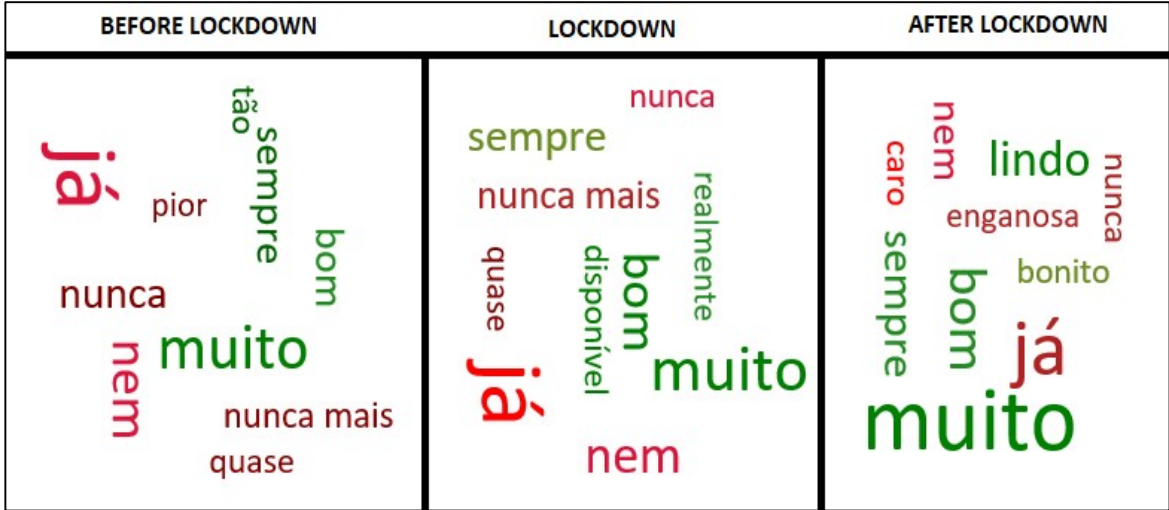 BEFORE LOCKDOWN
LOCKDOWN
AFTER LOCKDOWN
tão
já
sempre
pior
bom
nunca
muito
nem
nunca mais
quase
nunca
sempre
nunca mais
realmente
quase
disponível
bom
já
muito
nem
nem
caro
lindo
nunca
enganosa
sempre
bom
bonito
já
muito